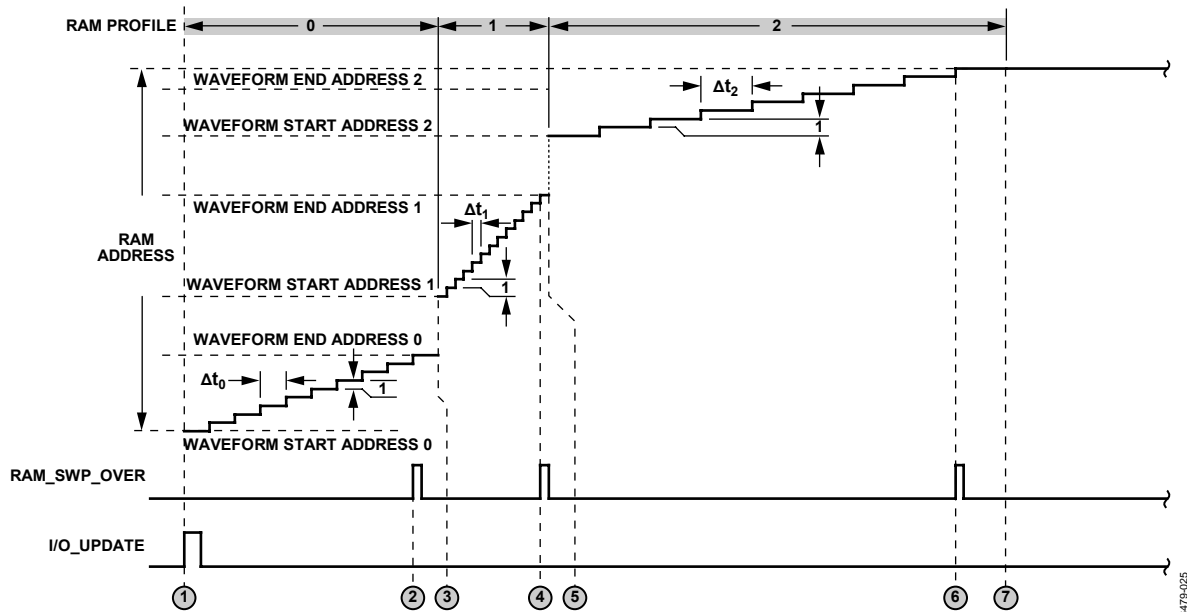 RAM PROFILE
0
1
2
WAVEFORM END ADDRESS 2
Δt2
WAVEFORM START ADDRESS 2
1
WAVEFORM END ADDRESS 1
Δt1
RAM
ADDRESS
WAVEFORM START ADDRESS 1
1
WAVEFORM END ADDRESS 0
Δt0
1
WAVEFORM START ADDRESS 0
RAM_SWP_OVER
I/O_UPDATE
1
2
3
4
5
6
7
479-025